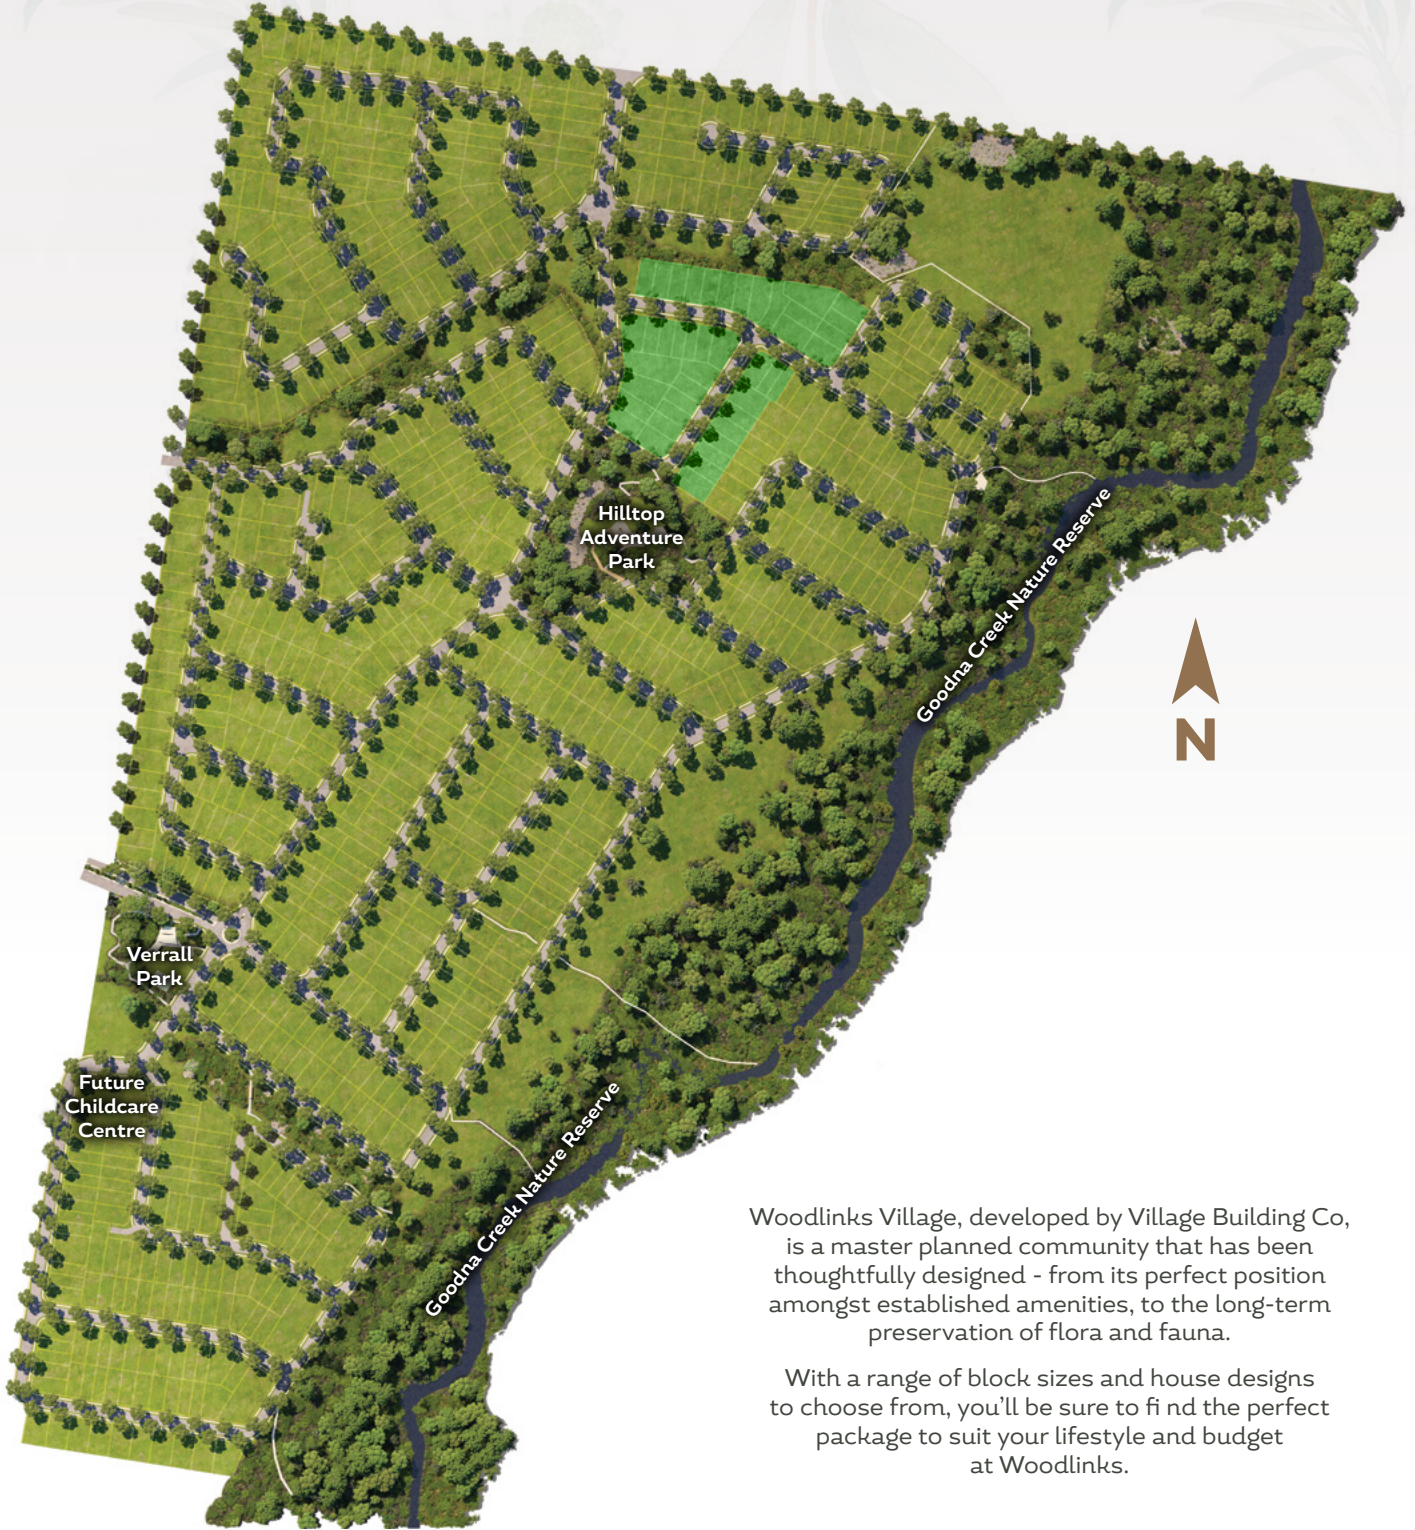 Hilltop
Adventure
Park
Goodna Creek Nature Reserve
N
Verrall
Park
Future
Childcare
Centre
Goodna Creek Nature Reserve
Woodlinks Village, developed by Village Building Co,
is a master planned community that has been
thoughtfully designed - from its perfect position
amongst established amenities, to the long-term
preservation of flora and fauna.
With a range of block sizes and house designs
to choose from, you’ll be sure to fi nd the perfect
package to suit your lifestyle and budget
at Woodlinks.